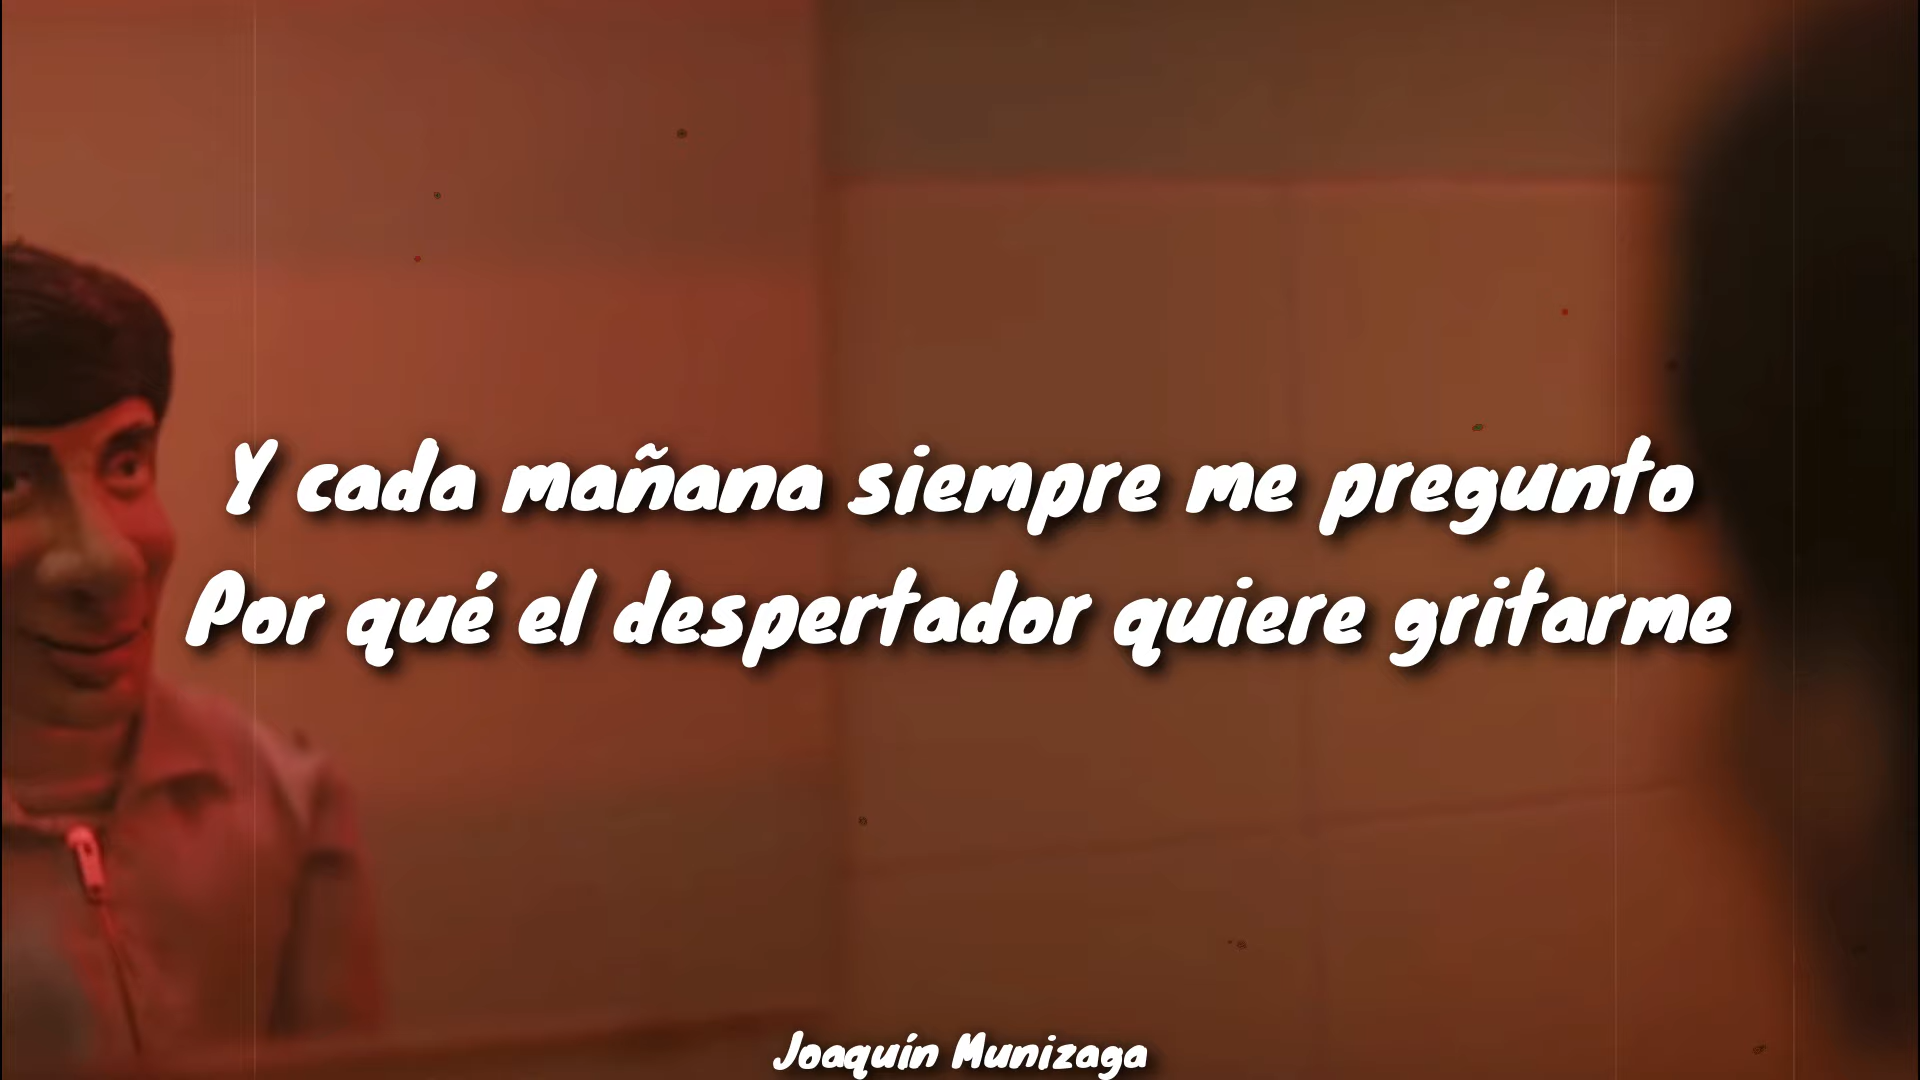 Y cada mañana siempre me pregunto
Por qué el despertador quiere gritarme
Joaquín Munizaga